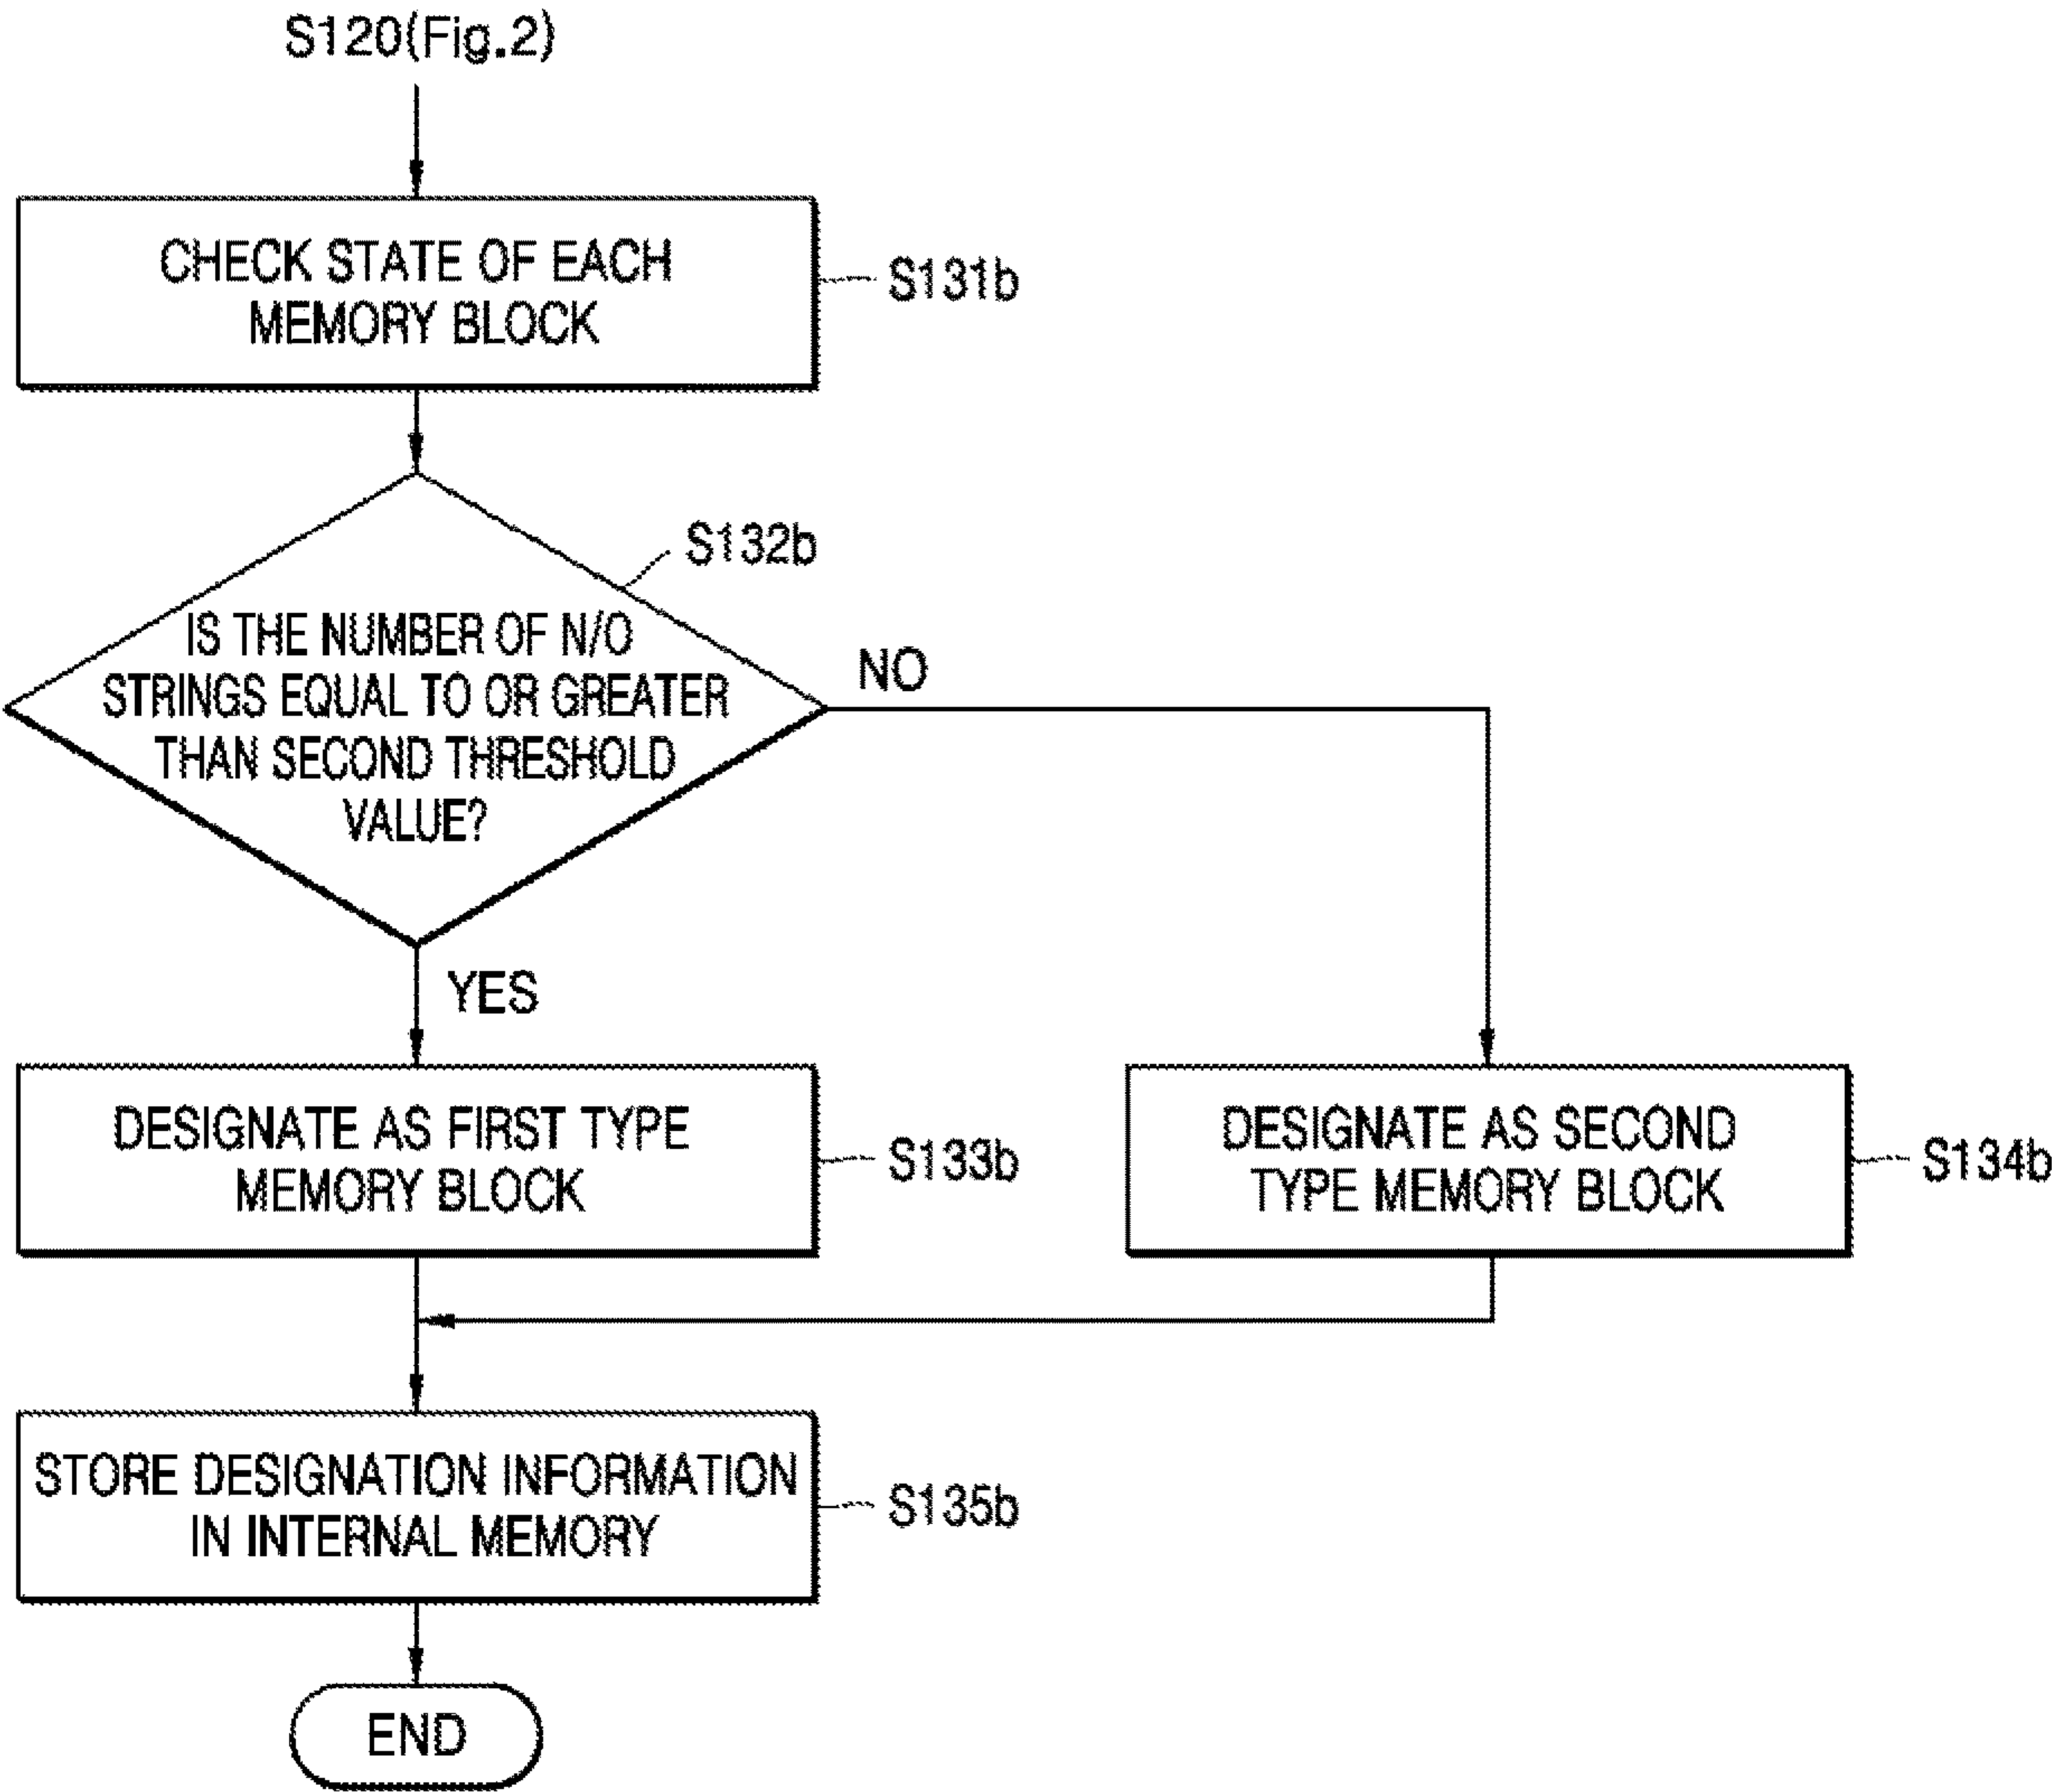 S120(Fig.2)
CHECK STATE OF EACH
MEMORY BLOCK
S131b
S132b
IS THE NUMBER OF N/O
STRINGS EQUAL TO OR GREATER
THAN SECOND THRESHOLD
VALUE?
NO
YES
DESIGNATE AS FIRST TYPE
MEMORY BLOCK
S133b
DESIGNATE AS SECOND
TYPE MEMORY BLOCK
S134b
STORE DESIGNATION INFORMATION
IN INTERNAL MEMORY
S135b
END